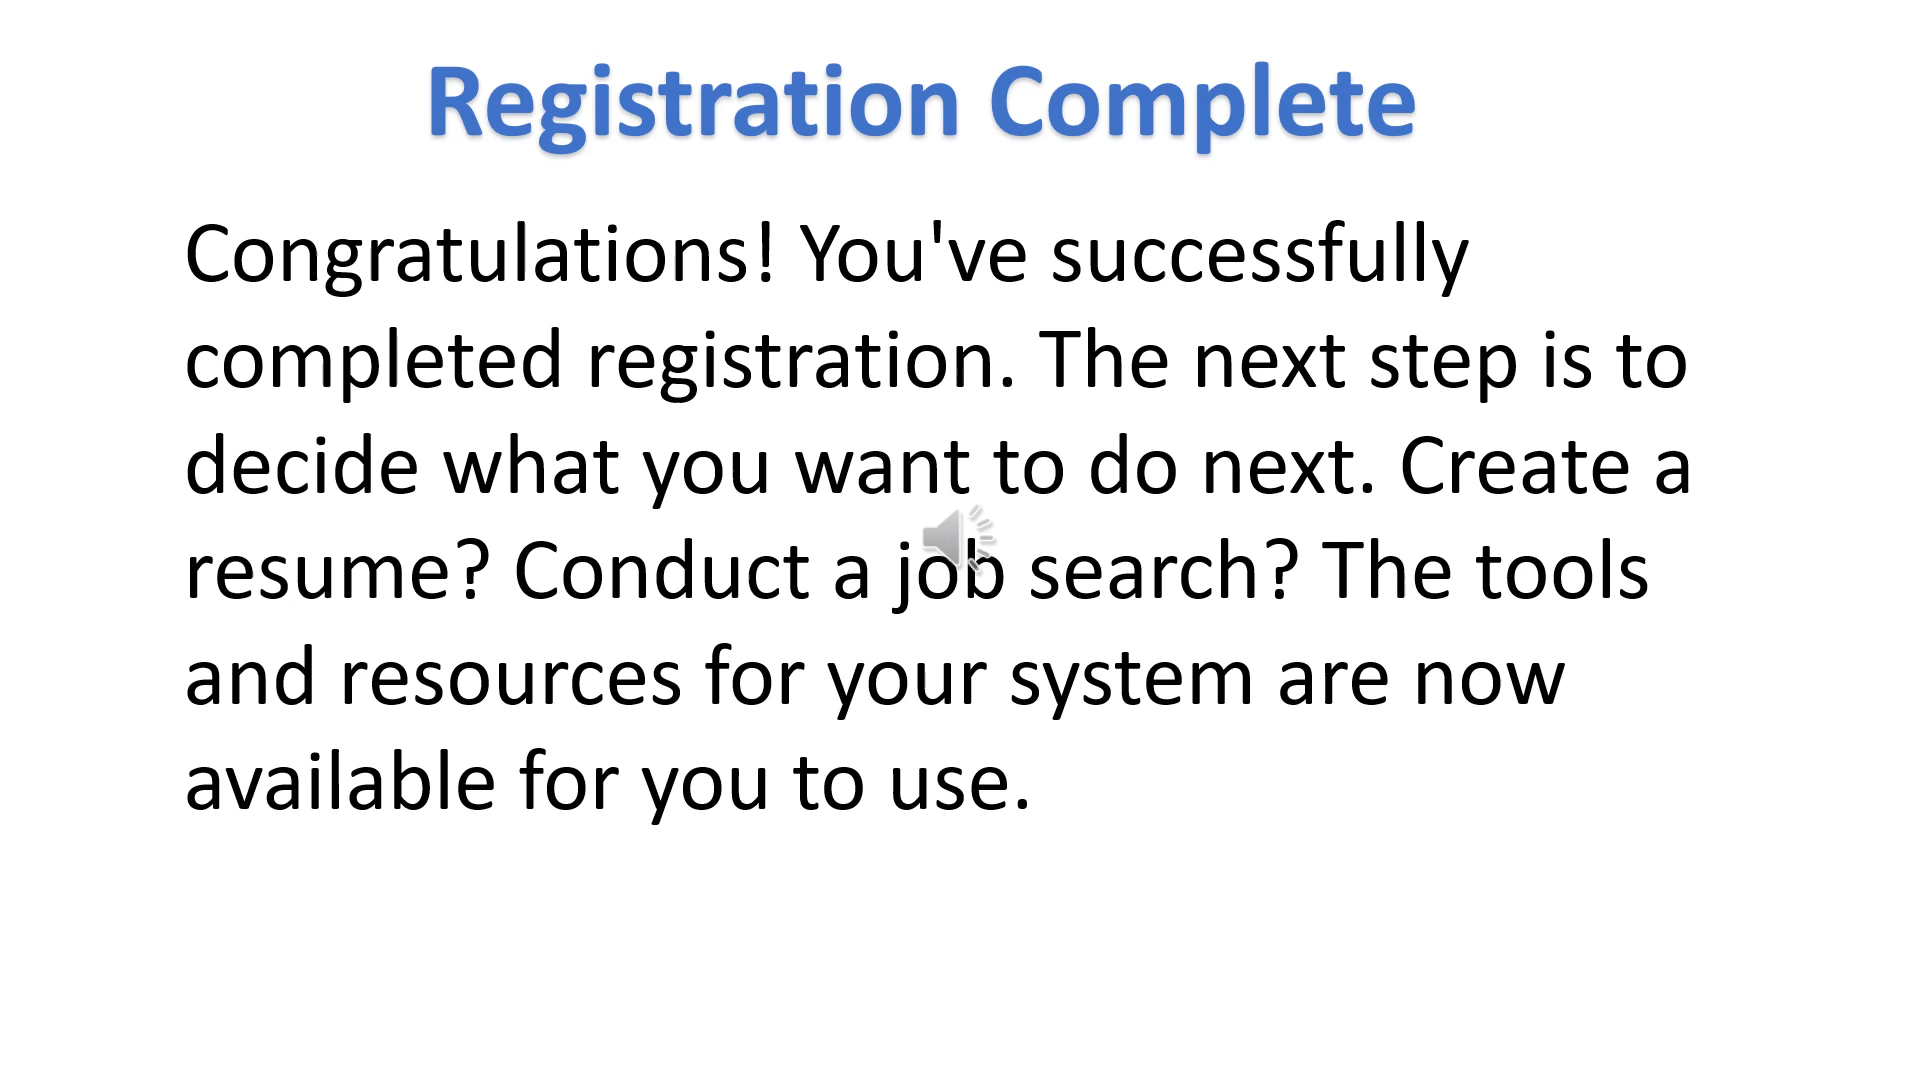 Registration Complete
Congratulations! You've successfully
completed registration. The next step is to
decide what you want to do next. Create a
resume? Conduct a job search? The tools
and resources for your system are now
available for you to use.